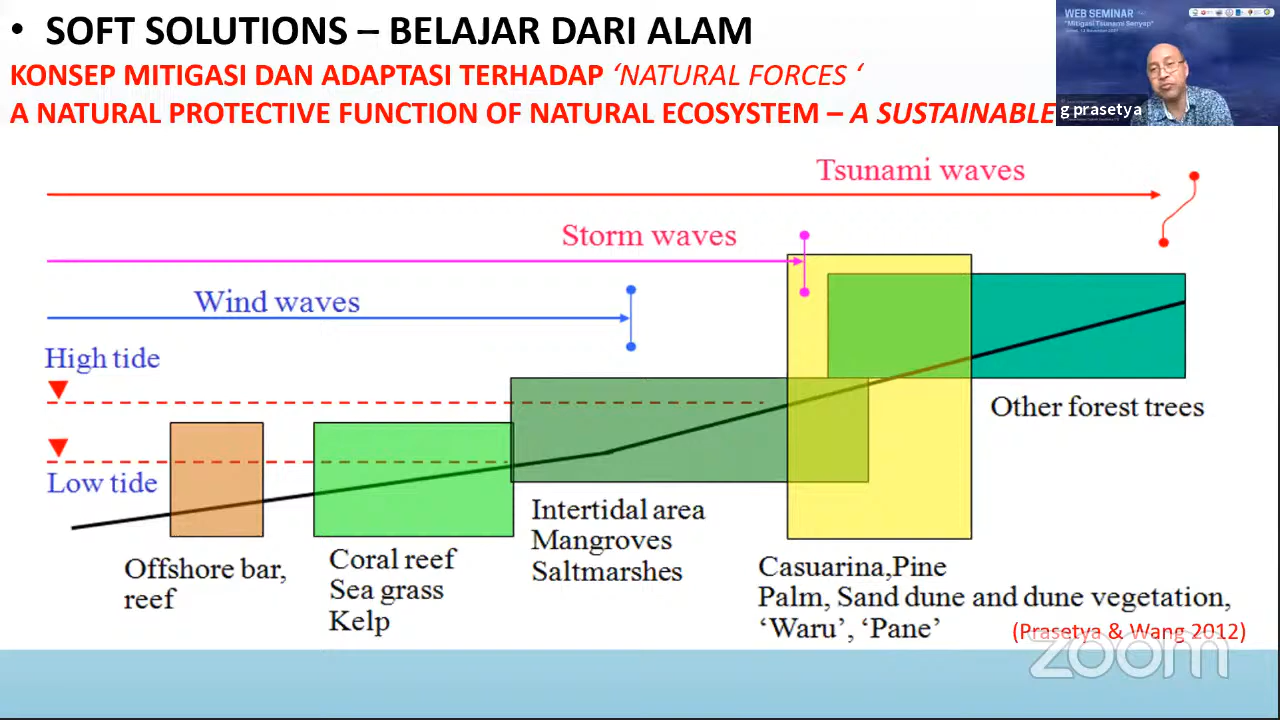 • SOFT SOLUTIONS – BELAJAR DARI ALAM
KONSEP MITIGASI DAN ADAPTASI TERHADAP ‘NATURAL FORCES ‘
A NATURAL PROTECTIVE FUNCTION OF NATURAL ECOSYSTEM – A SUSTAINABLE
WEB SEMINAR
"Mitigasi Tsunami Senyap"
g prasetya
Tsunami waves
Storm waves
Wind waves
High tide
Low tide
Other forest trees
Offshore bar,
reef
Coral reef
Sea grass
Kelp
Intertidal area
Mangroves
Saltmarshes
Casuarina,Pine
Palm, Sand dune and dune vegetation,
‘Waru’, ‘Pane’
(Prasetya & Wang 2012)
zoom